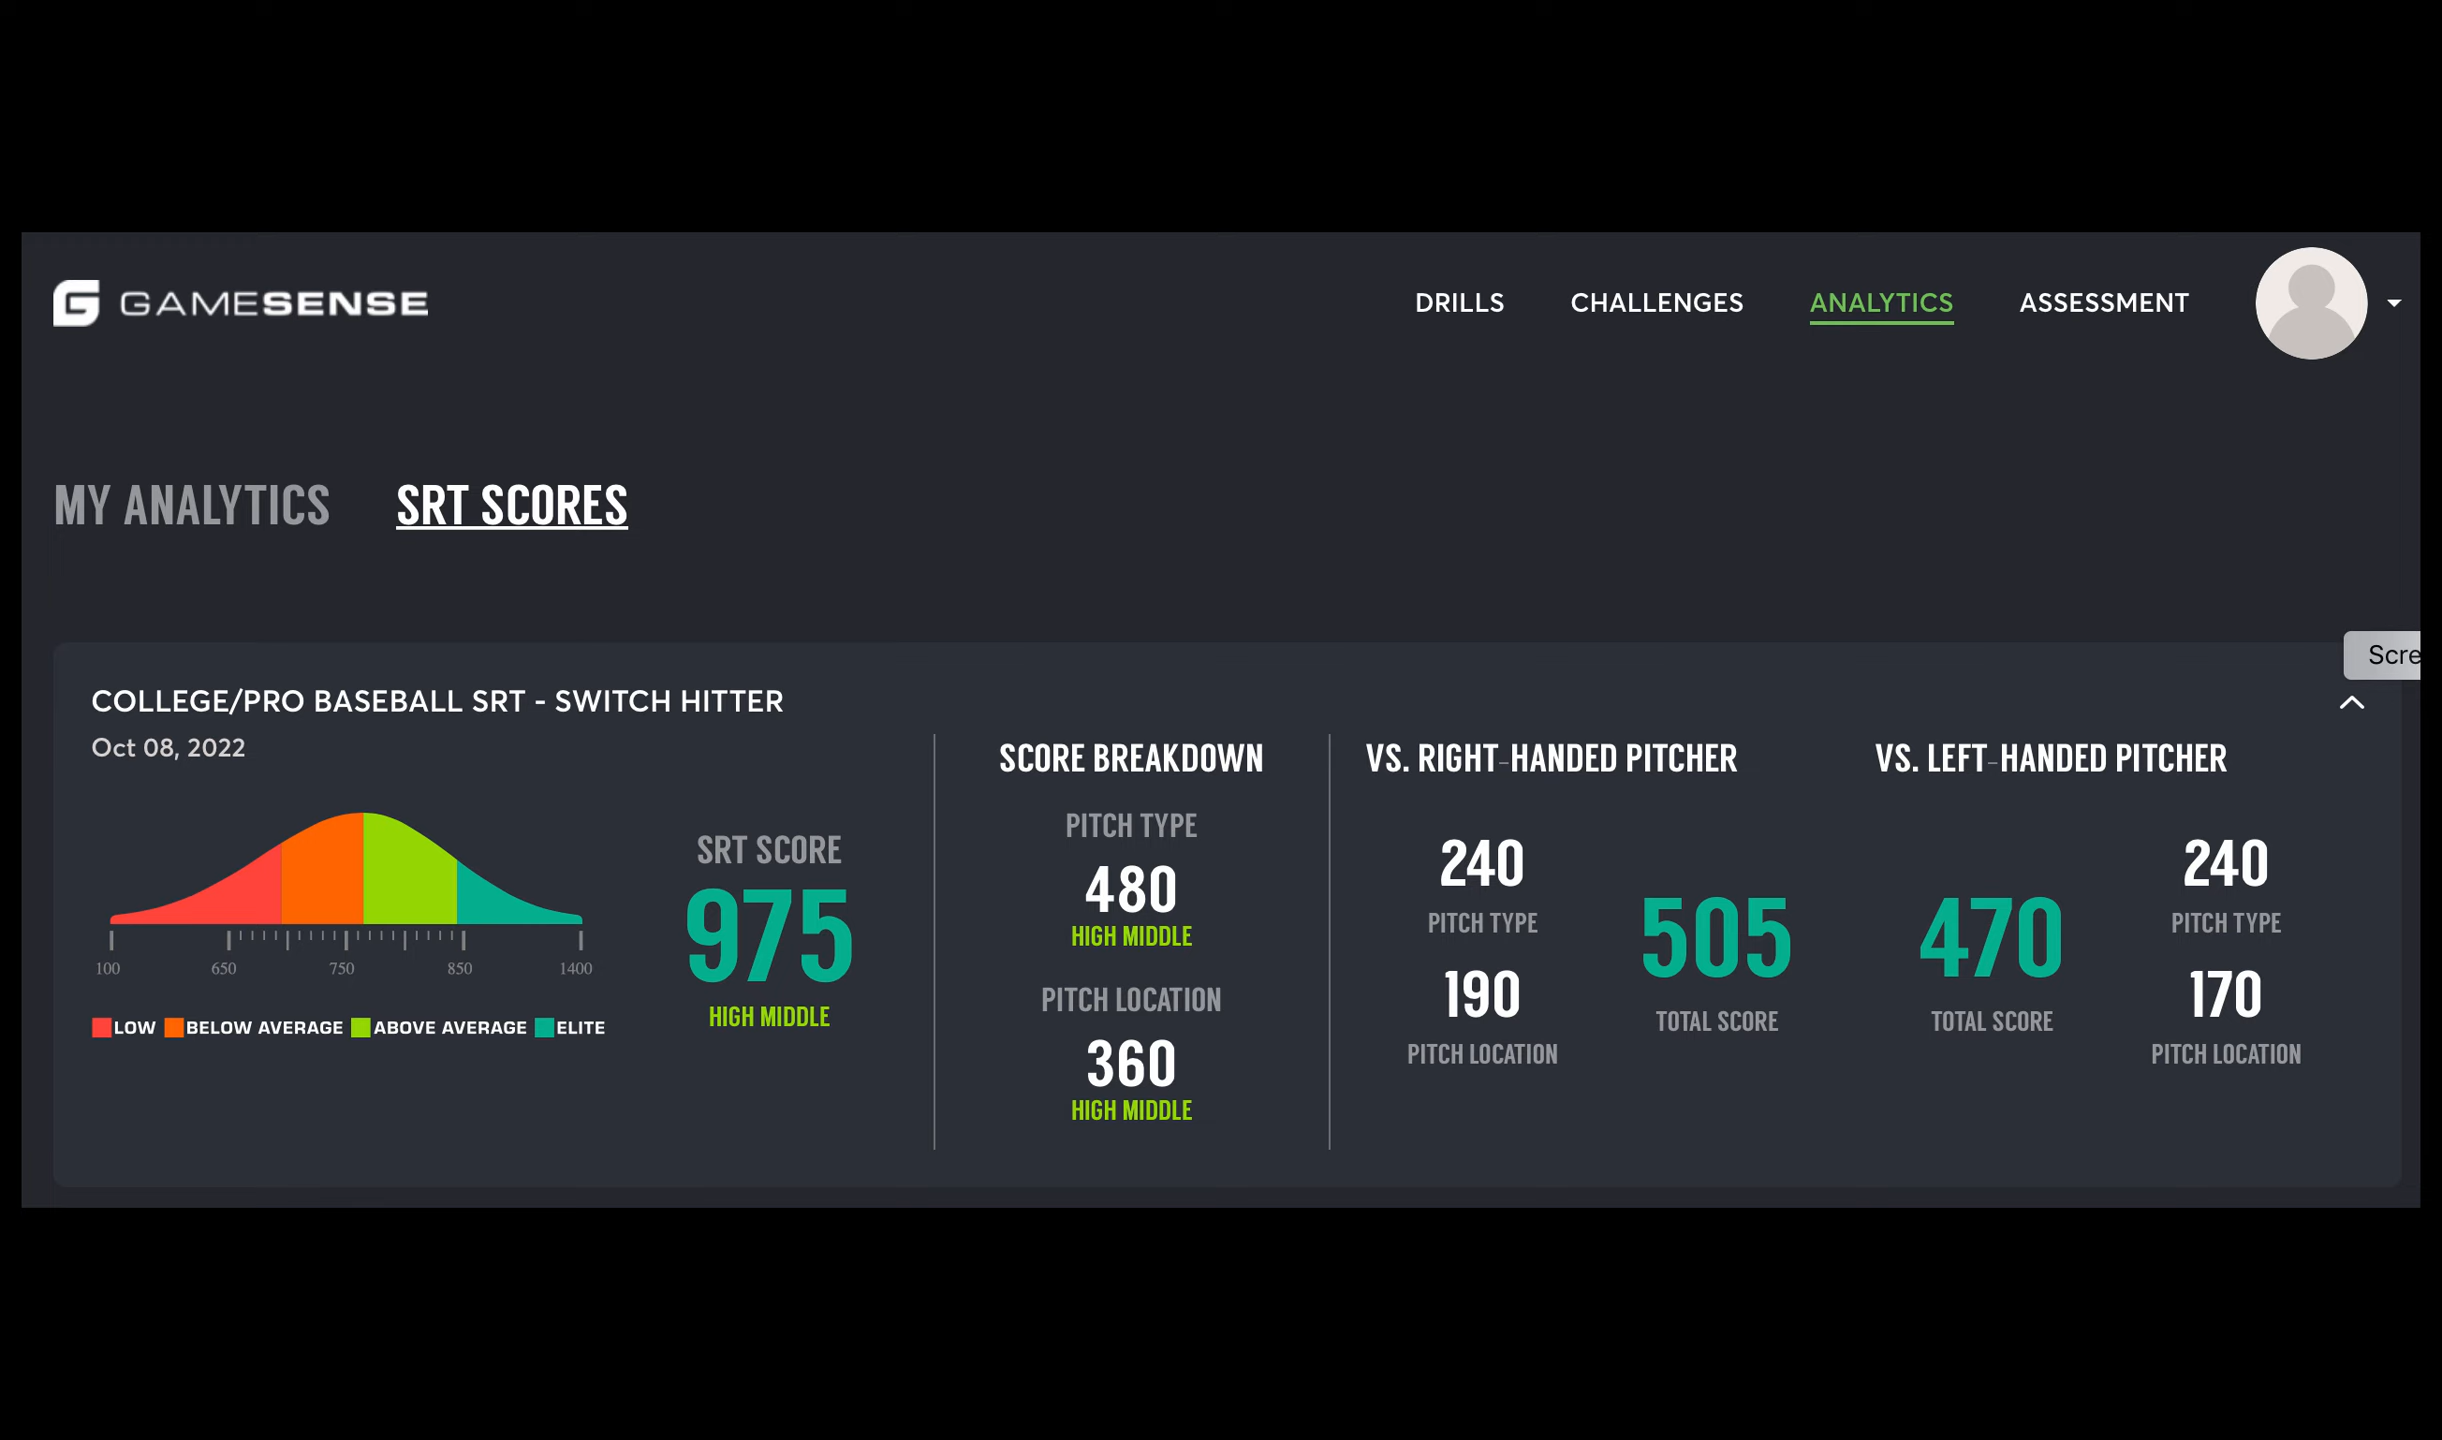 GAMESENSE
DRILLS CHALLENGES ANALYTICS ASSESSMENT
MY ANALYTICS SRT SCORES
Scre
COLLEGE/PRO BASEBALL SRT - SWITCH HITTER
Oct 08, 2022
100 650 750 850 1400
LOW BELOW AVERAGE ABOVE AVERAGE ELITE
SRT SCORE
975
HIGH MIDDLE
SCORE BREAKDOWN
PITCH TYPE
480
HIGH MIDDLE
PITCH LOCATION
360
HIGH MIDDLE
VS. RIGHT-HANDED PITCHER
240
PITCH TYPE
190
PITCH LOCATION
505
TOTAL SCORE
VS. LEFT-HANDED PITCHER
470
TOTAL SCORE
240
PITCH TYPE
170
PITCH LOCATION